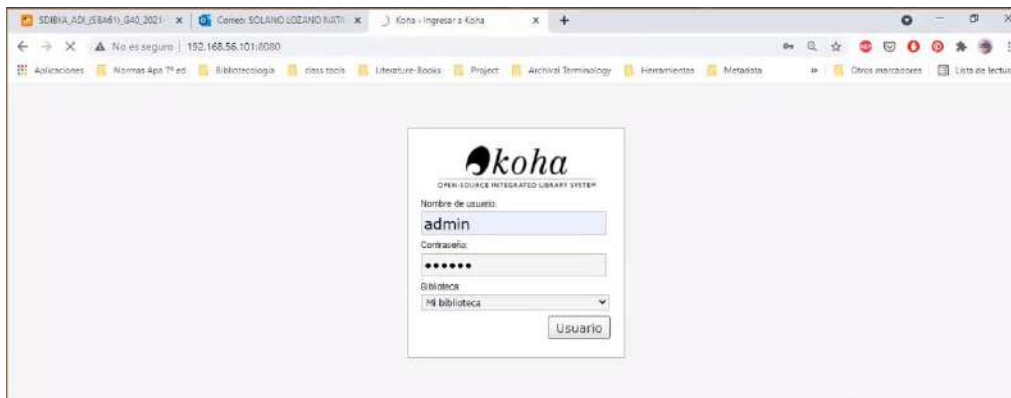 SDIBYA_ADI_(SBA61)_G40_2021-
Correo: SOLANO LOZANO NATI
Koha › Ingresar a Koha
No es seguro | 192.168.56.101:8080
Aplicaciones Normas Apa 7ª ed Bibliotecología class tools Literature-Books Project Archival Terminology Herramientas Metadata » Otros marcadores Lista de lectura
koha
OPEN-SOURCE INTEGRATED LIBRARY SYSTEM
Nombre de usuario:
admin
Contraseña:
••••••
Biblioteca:
Mi biblioteca
Usuario